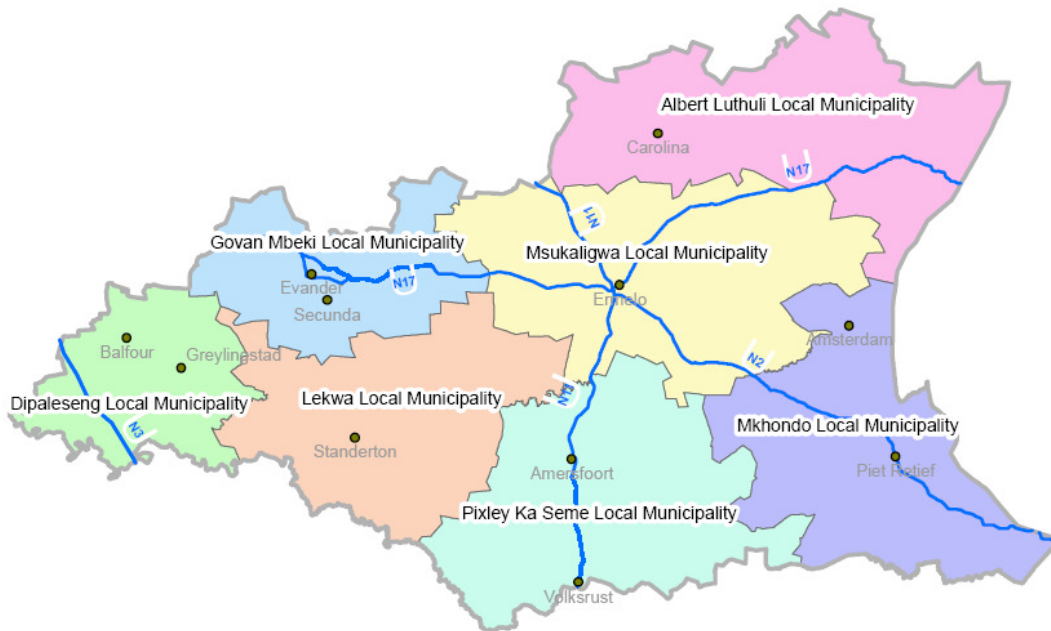 Albert Luthuli Local Municipality
Carolina
N17
N11
Govan Mbeki Local Municipality
Msukaligwa Local Municipality
Evander
N17
Ermelo
Secunda
Amsterdam
Balfour
Greylingstad
N2
Dipaleseng Local Municipality
Lekwa Local Municipality
N11
N3
Mkhondo Local Municipality
Standerton
Amersfoort
Piet Retief
Pixley Ka Seme Local Municipality
Volksrust